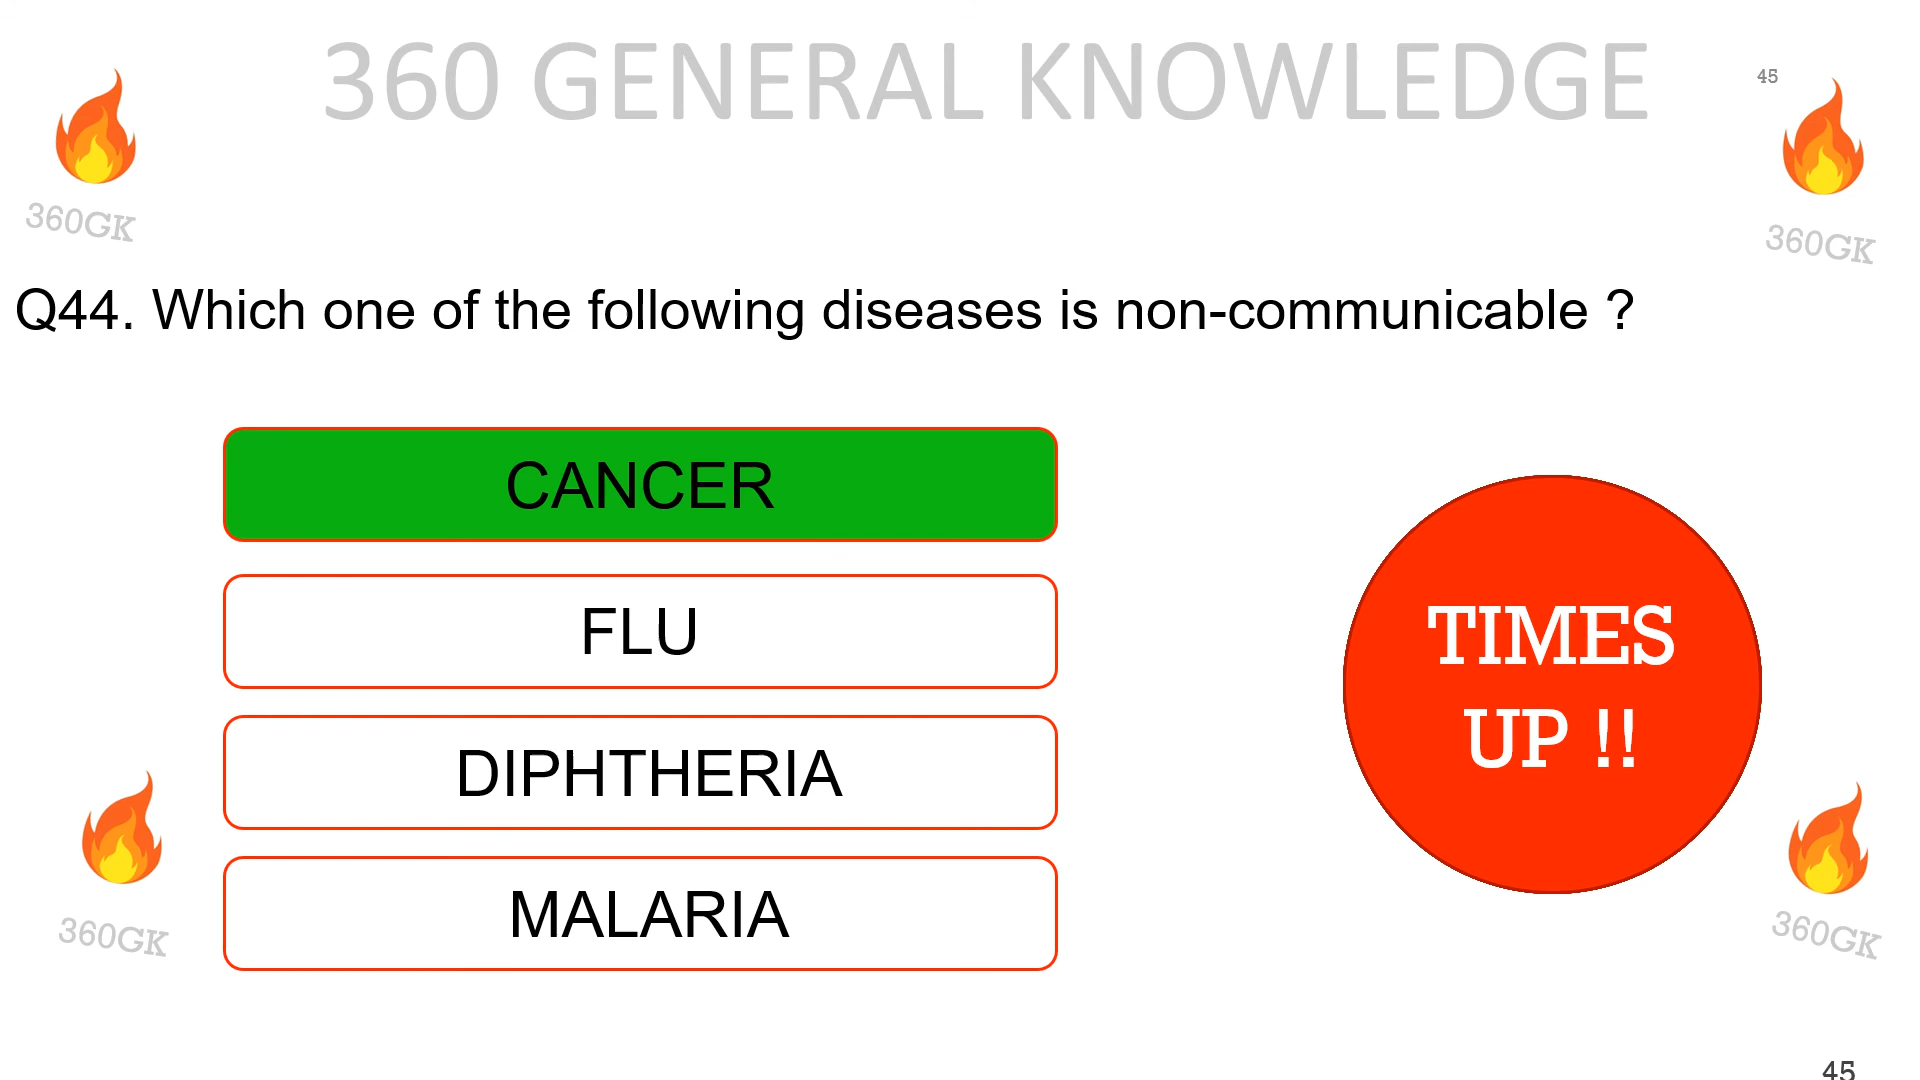 360 GENERAL KNOWLEDGE
45
360GK
360GK
Q44. Which one of the following diseases is non-communicable ?
CANCER
FLU
DIPHTHERIA
MALARIA
TIMES
UP !!
360GK
360GK
45